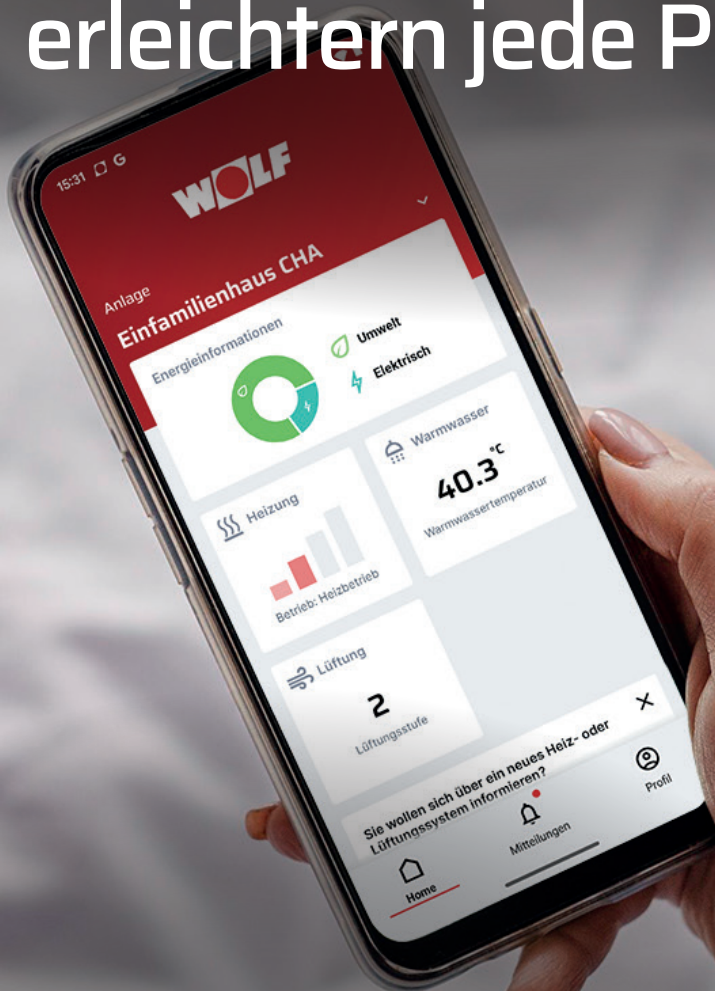 erleichtern jede P
15:31
G
WOLF
Anlage
Einfamilienhaus CHA
Energieinformationen
Umwelt
Elektrisch
Heizung
Betrieb: Heizbetrieb
Warmwasser
40.3°C
Warmwassertemperatur
Lüftung
2
Lüftungsstufe
Sie wollen sich über ein neues Heiz- oder
Lüftungssystem informieren?
Home
Mitteilungen
Profil